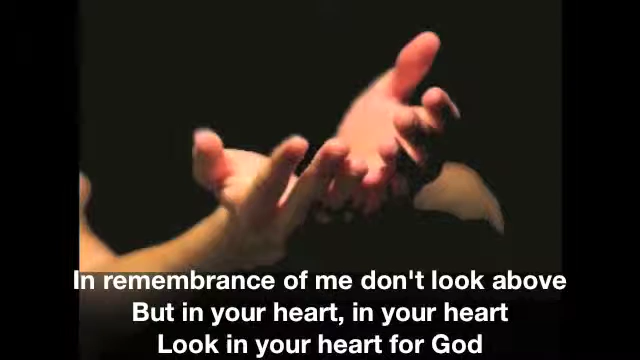 In remembrance of me don't look above
But in your heart, in your heart
Look in your heart for God